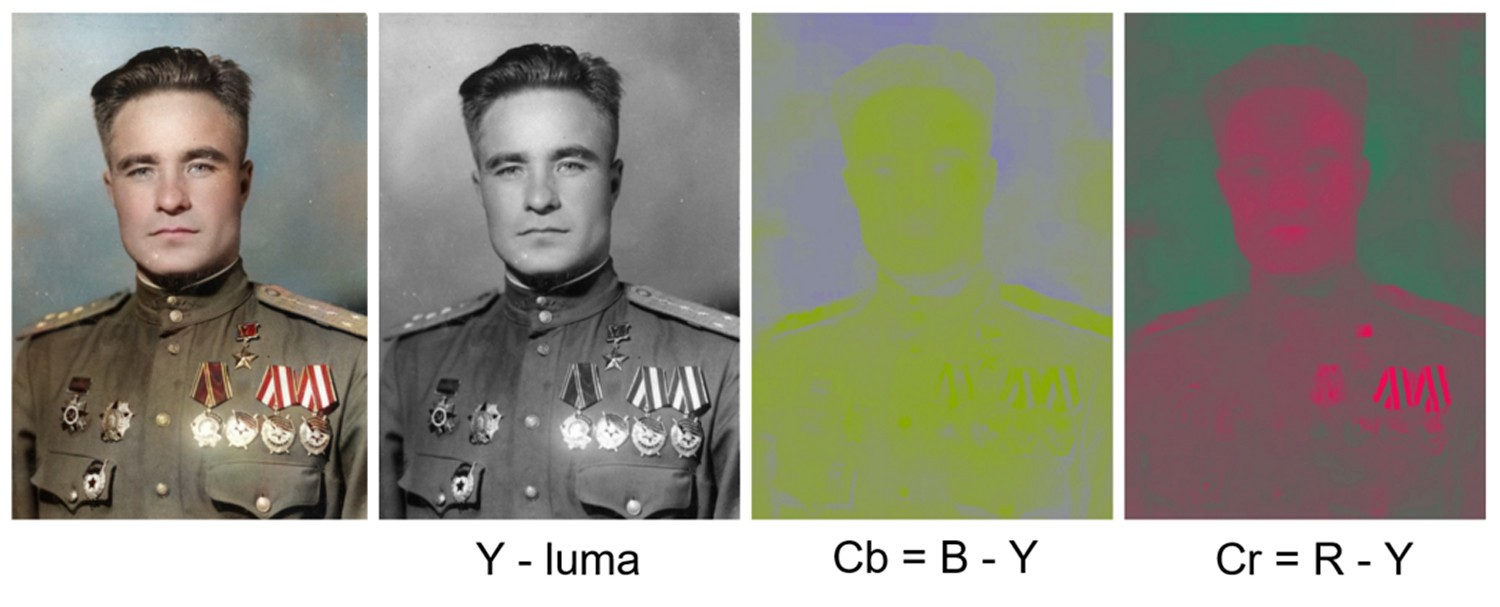 Y - luma
Cb = B - Y
Cr = R - Y